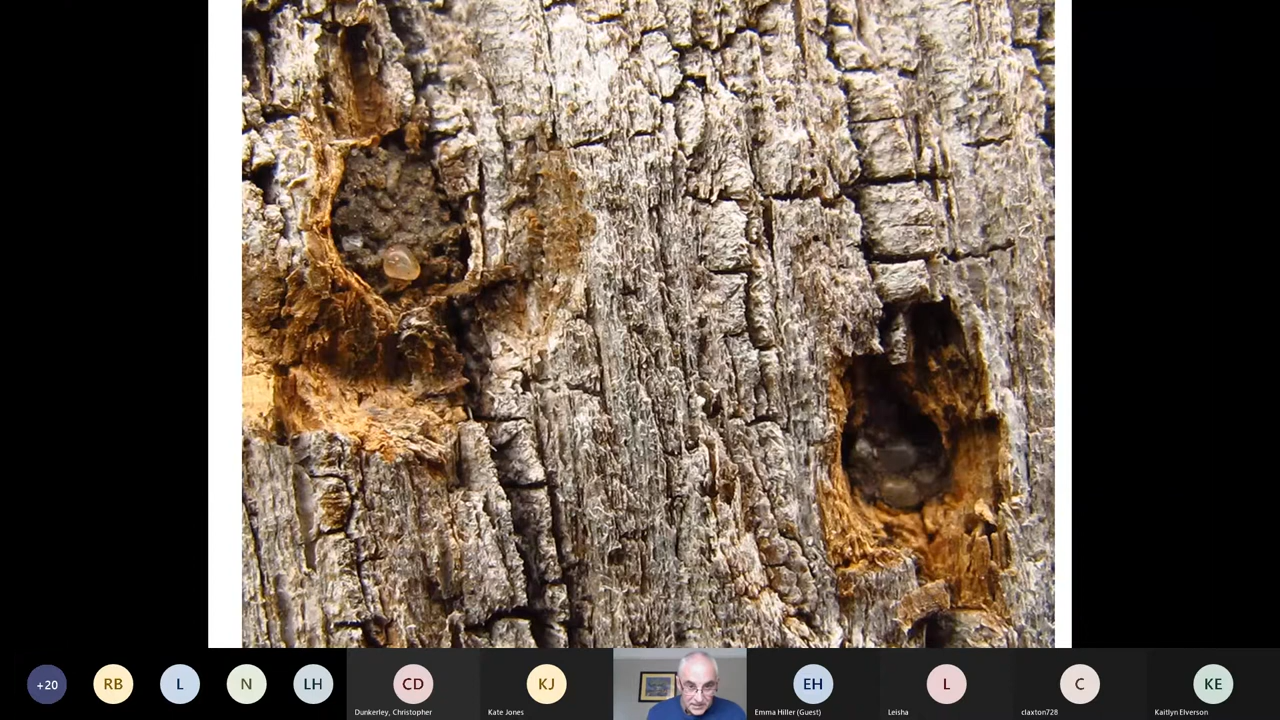 +20
RB
L
N
LH
CD
KJ
EH
L
C
KE
Dunkerley, Christopher
Kate Jones
Emma Hiller (Guest)
Leisha
claxton728
Kaitlyn Elverson